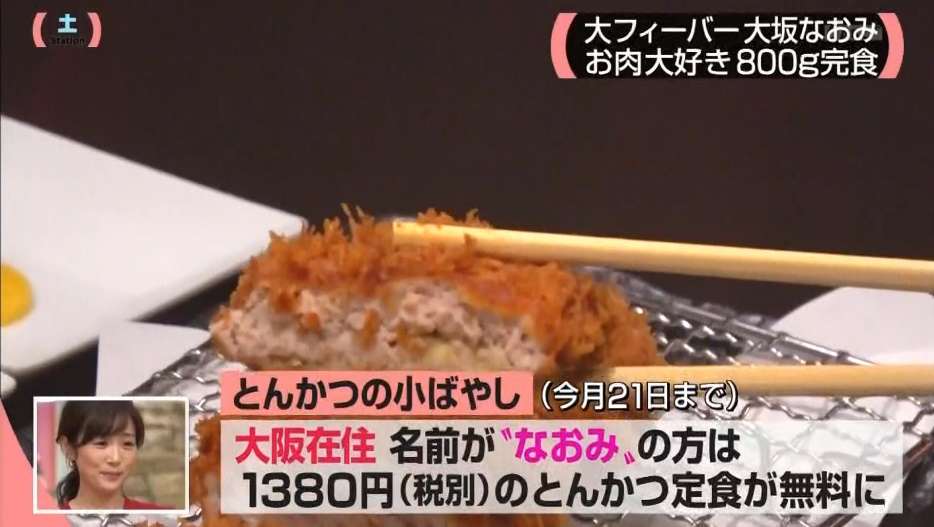 土
Station
大フィーバー大坂なおみ
お肉大好き800g完食
とんかつの小ばやし(今月21日まで)
大阪在住 名前が〝なおみ〟の方は
1380円(税別)のとんかつ定食が無料に